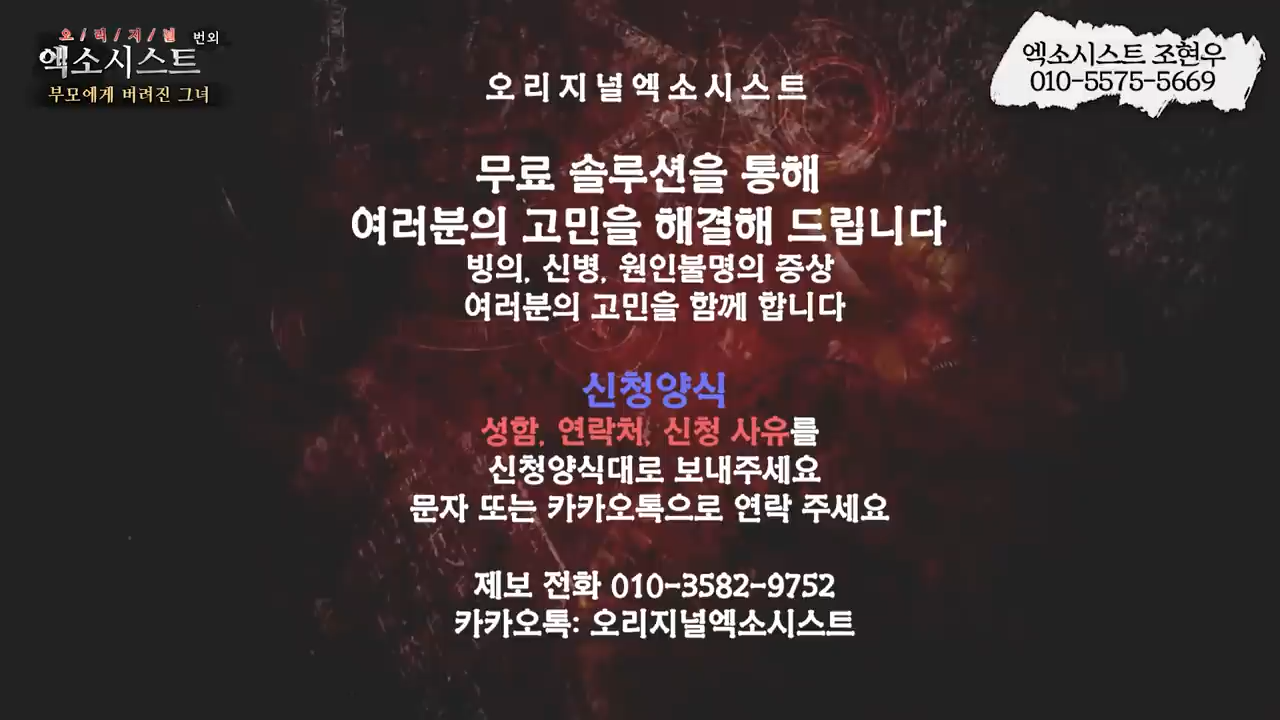 오/리/지/널 번외
엑소시스트
부모에게 버려진 그녀
엑소시스트 조현우
010-5575-5669
오리지널엑소시스트
무료 솔루션을 통해
여러분의 고민을 해결해 드립니다
빙의, 신병, 원인불명의 증상
여러분의 고민을 함께 합니다
신청양식
성함, 연락처, 신청 사유를
신청양식대로 보내주세요
문자 또는 카카오톡으로 연락 주세요
제보 전화 010-3582-9752
카카오톡: 오리지널엑소시스트